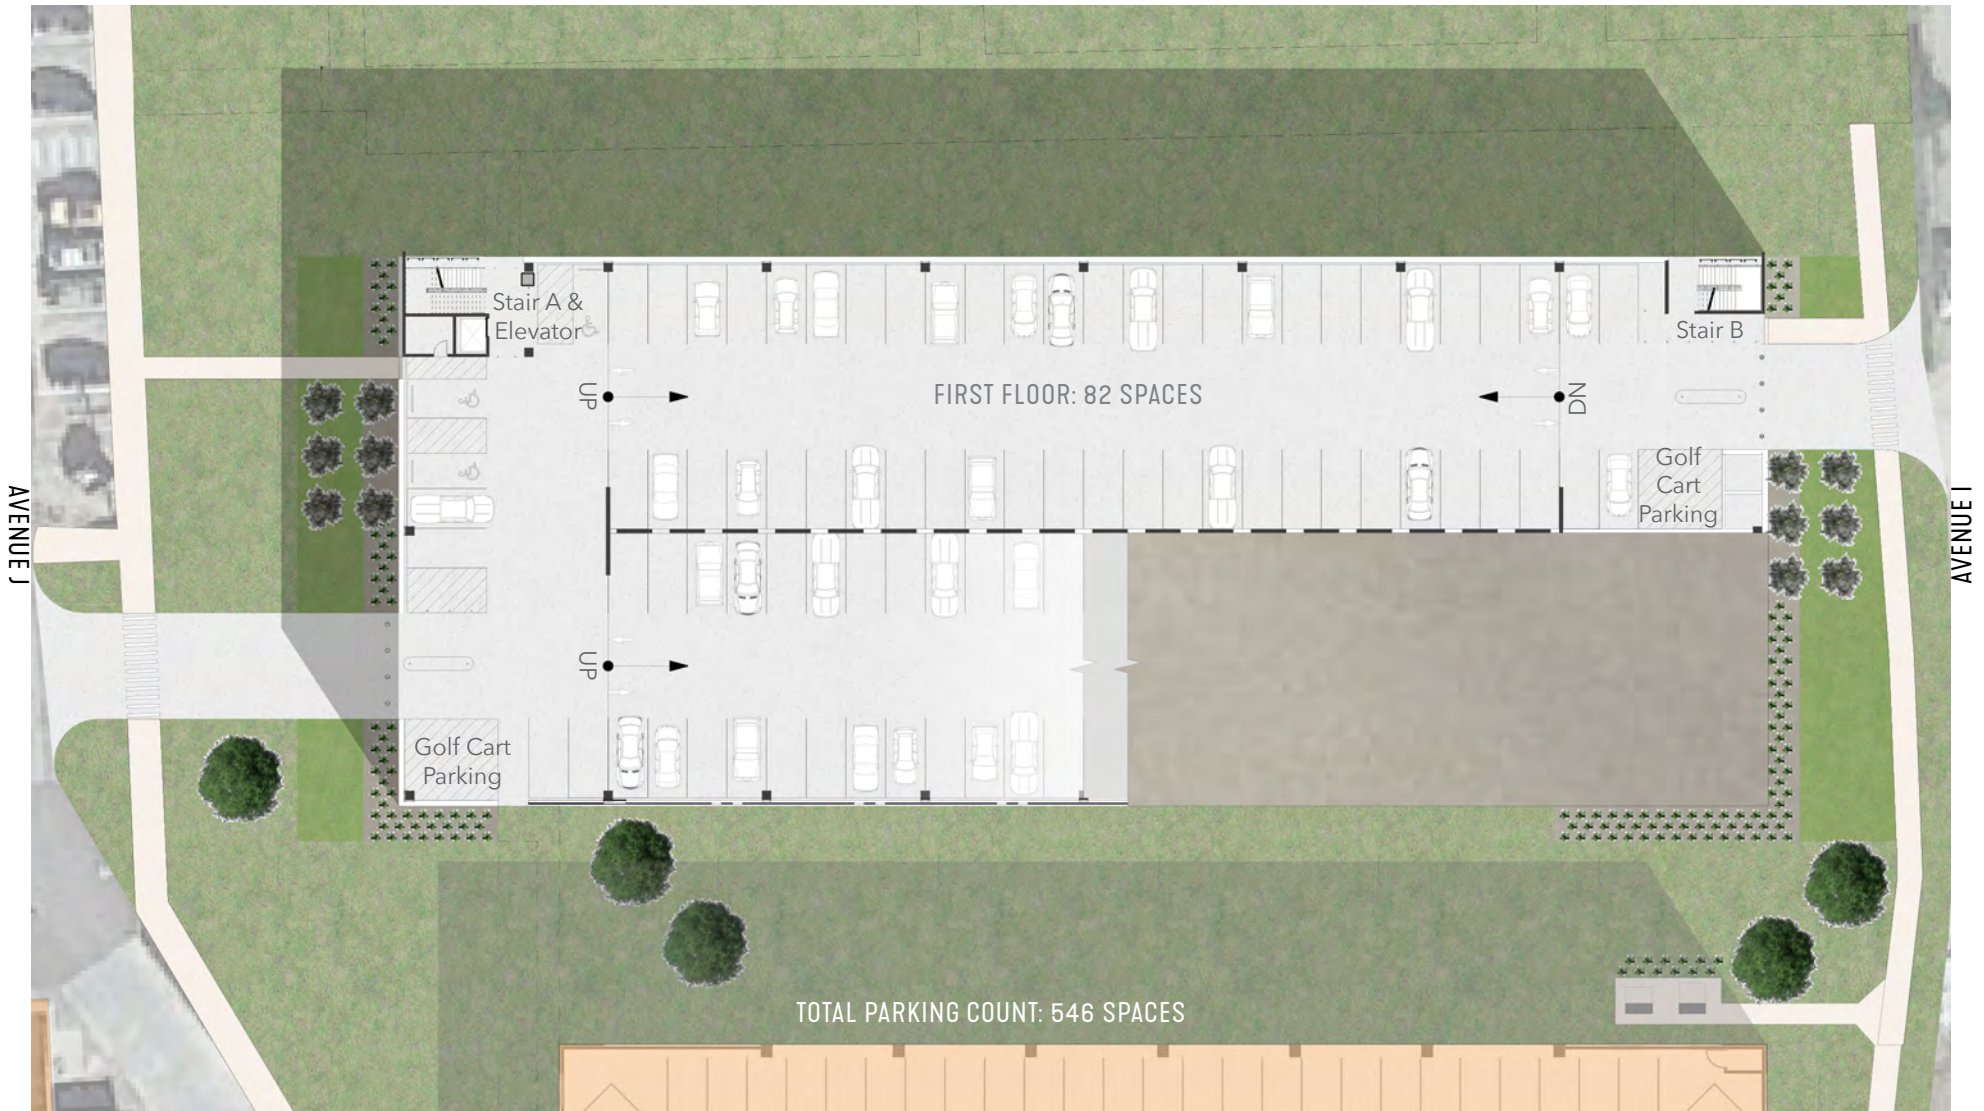 Stair A &
Elevator
Stair B
UP
FIRST FLOOR: 82 SPACES
DN
Golf
Cart
Parking
AVENUE J
AVENUE I
UP
Golf Cart
Parking
TOTAL PARKING COUNT: 546 SPACES